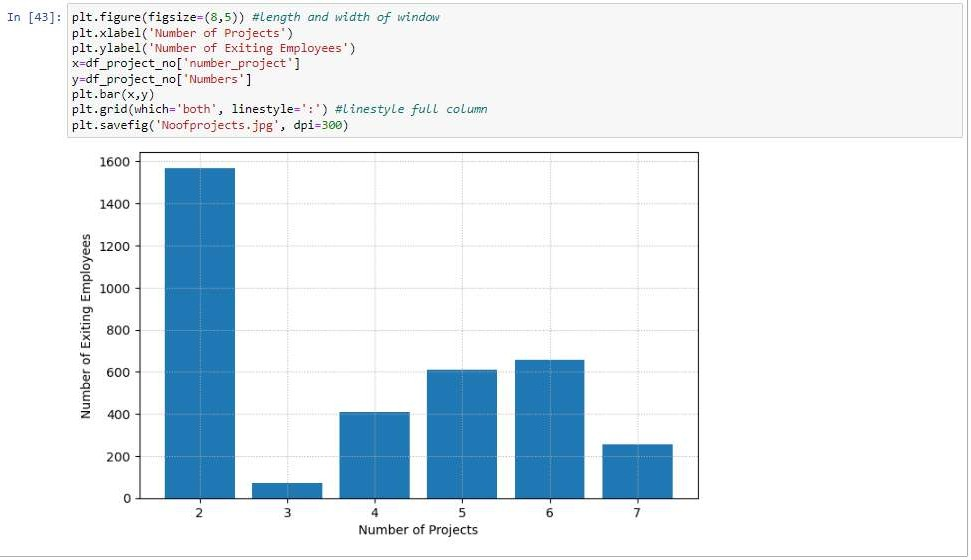 In [43]: plt.figure(figsize=(8,5)) #length and width of window
plt.xlabel('Number of Projects')
plt.ylabel('Number of Exiting Employees')
x=df_project_no['number_project']
y=df_project_no['Numbers']
plt.bar(x,y)
plt.grid(which='both', linestyle=':') #linestyle full column
plt.savefig('Noofprojects.jpg', dpi=300)
Number of Exiting Employees
1600
1400
1200
1000
800
600
400
200
0
2 3 4 5 6 7
Number of Projects